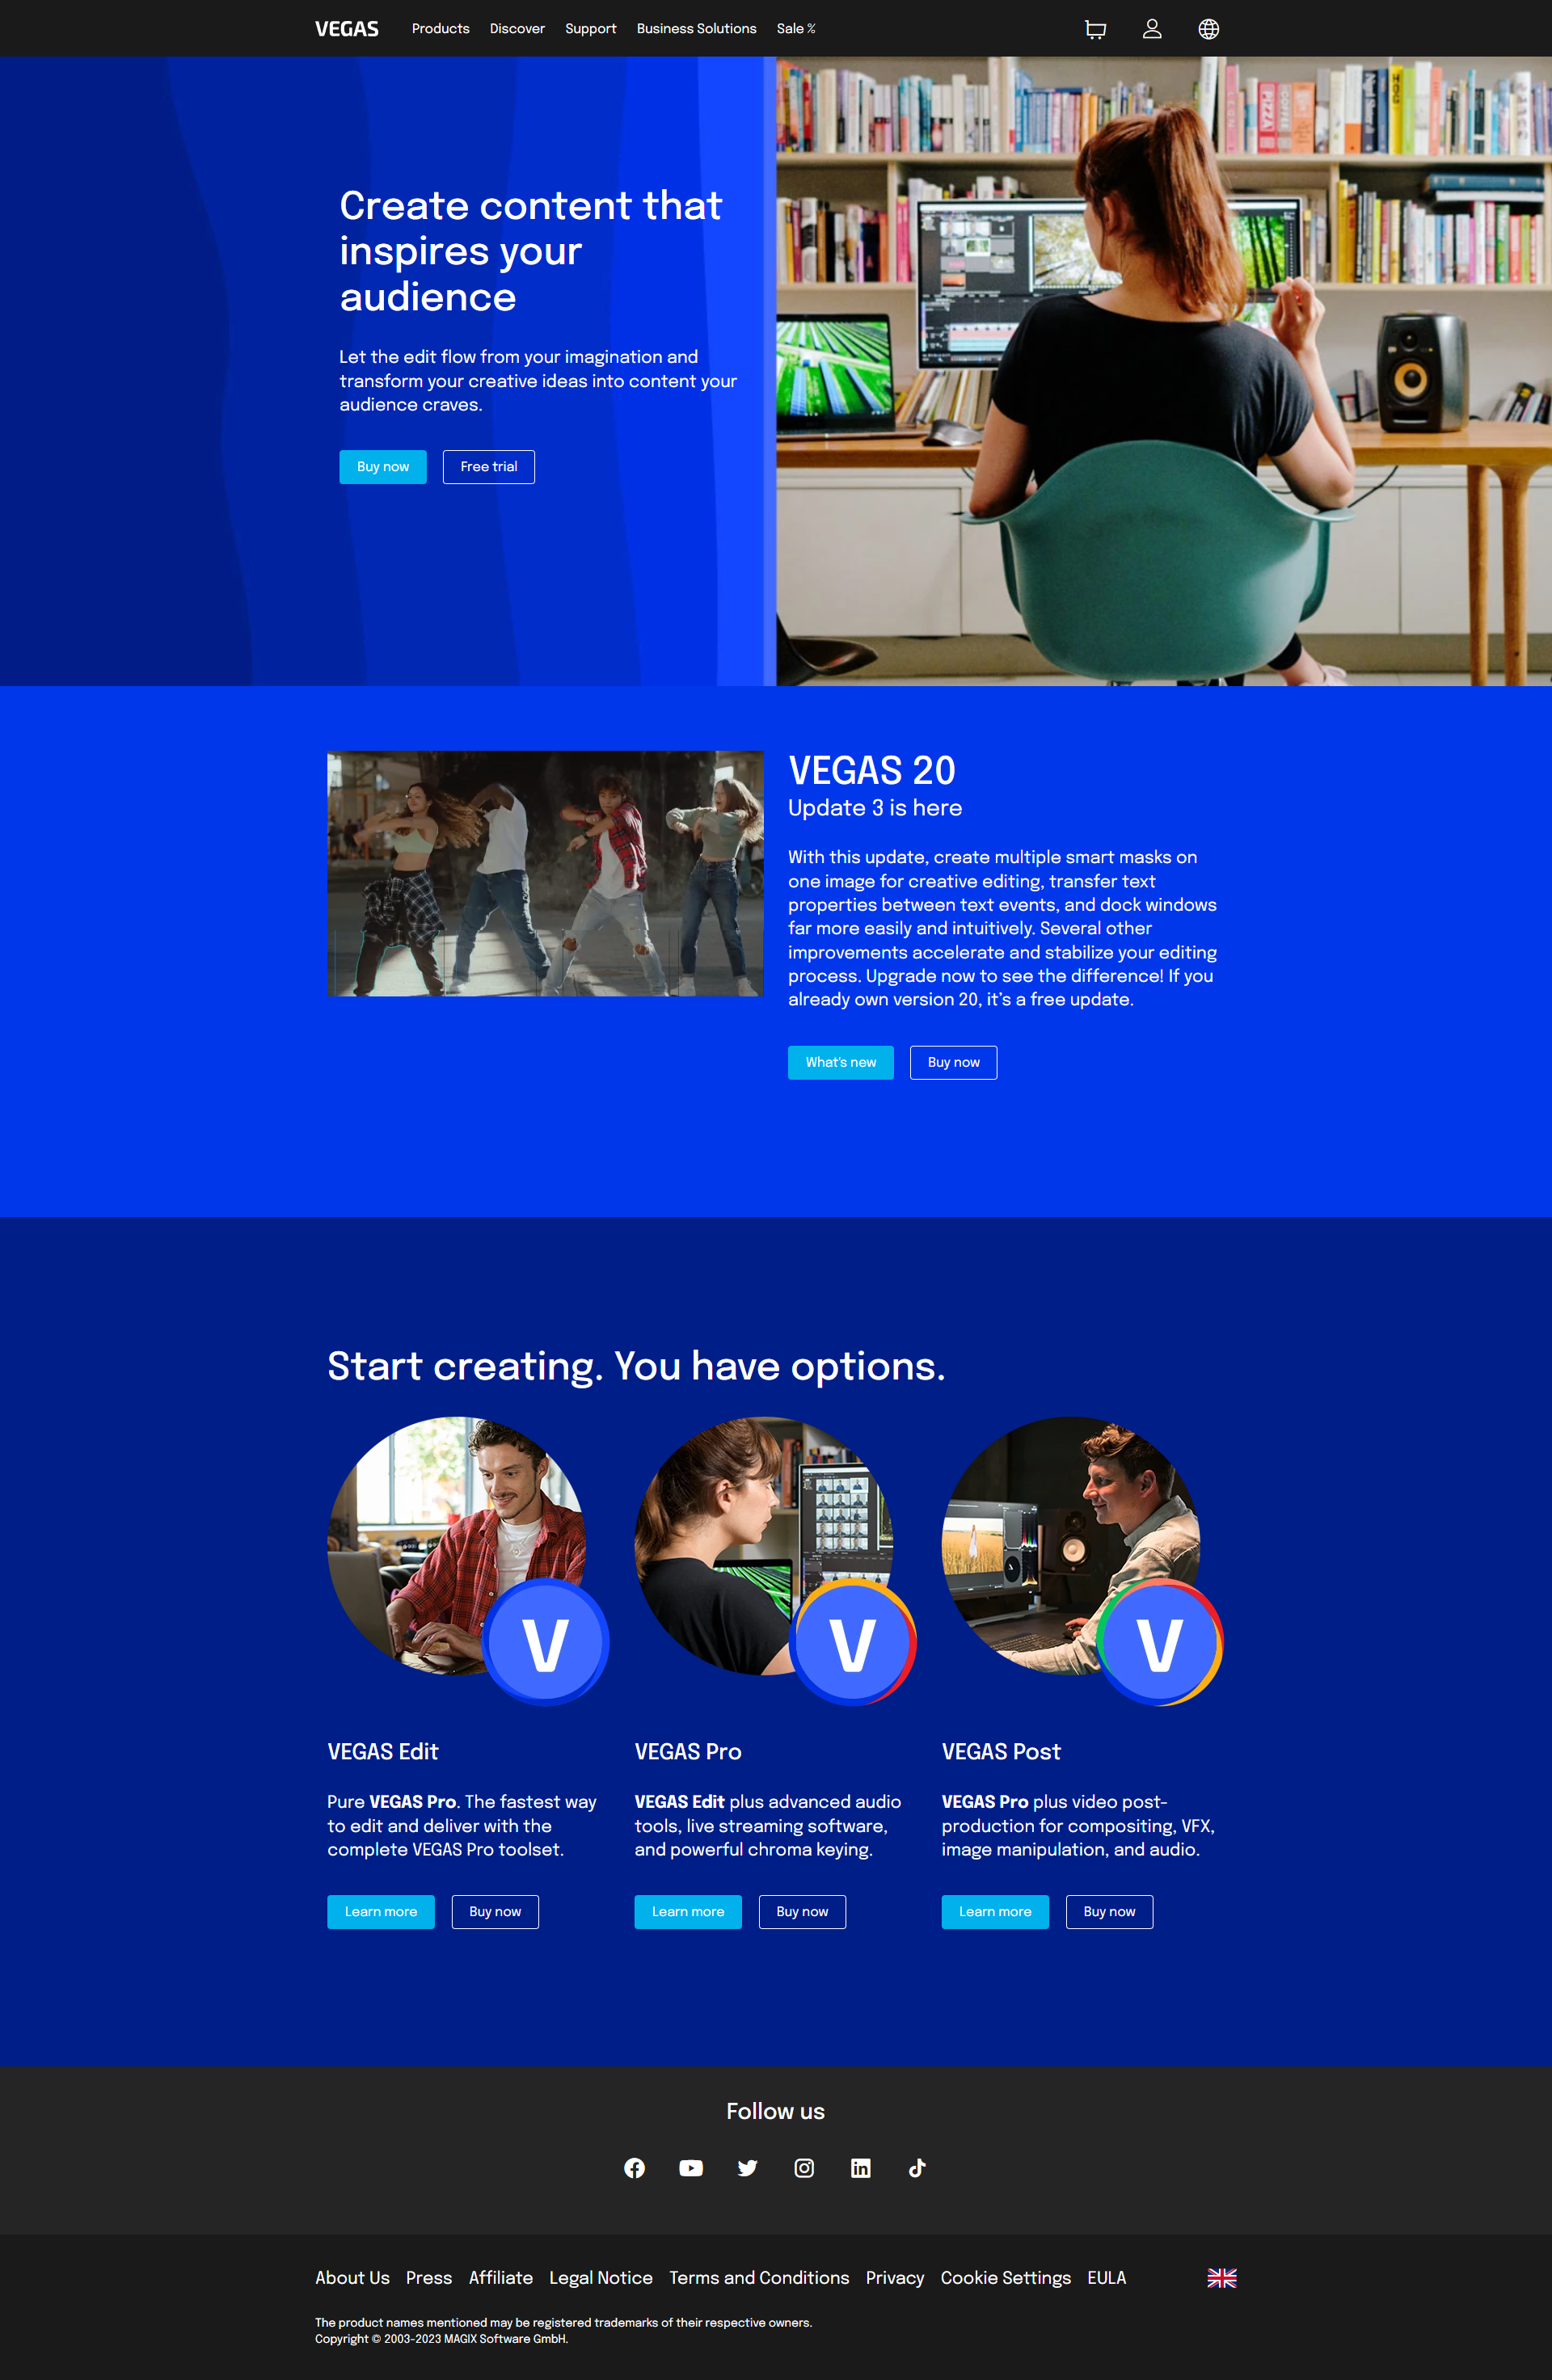 VEGAS Products Discover Support Business Solutions Sale %
Create content that
inspires your
audience
Let the edit flow from your imagination and
transform your creative ideas into content your
audience craves.
Buy now Free trial
PIZZA
COFFEE
VEGAS 20
Update 3 is here
With this update, create multiple smart masks on
one image for creative editing, transfer text
properties between text events, and dock windows
far more easily and intuitively. Several other
improvements accelerate and stabilize your editing
process. Upgrade now to see the difference! If you
already own version 20, it’s a free update.
What's new Buy now
Start creating. You have options.
V V V
VEGAS Edit
Pure VEGAS Pro. The fastest way
to edit and deliver with the
complete VEGAS Pro toolset.
Learn more Buy now
VEGAS Pro
VEGAS Edit plus advanced audio
tools, live streaming software,
and powerful chroma keying.
Learn more Buy now
VEGAS Post
VEGAS Pro plus video post-
production for compositing, VFX,
image manipulation, and audio.
Learn more Buy now
Follow us
About Us Press Affiliate Legal Notice Terms and Conditions Privacy Cookie Settings EULA
The product names mentioned may be registered trademarks of their respective owners.
Copyright © 2003-2023 MAGIX Software GmbH.